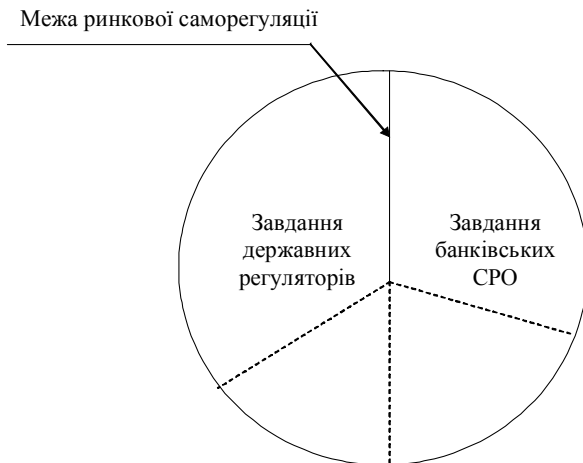 Межа ринкової саморегуляції
Завдання
державних
регуляторів
Завдання
банківських
СРО